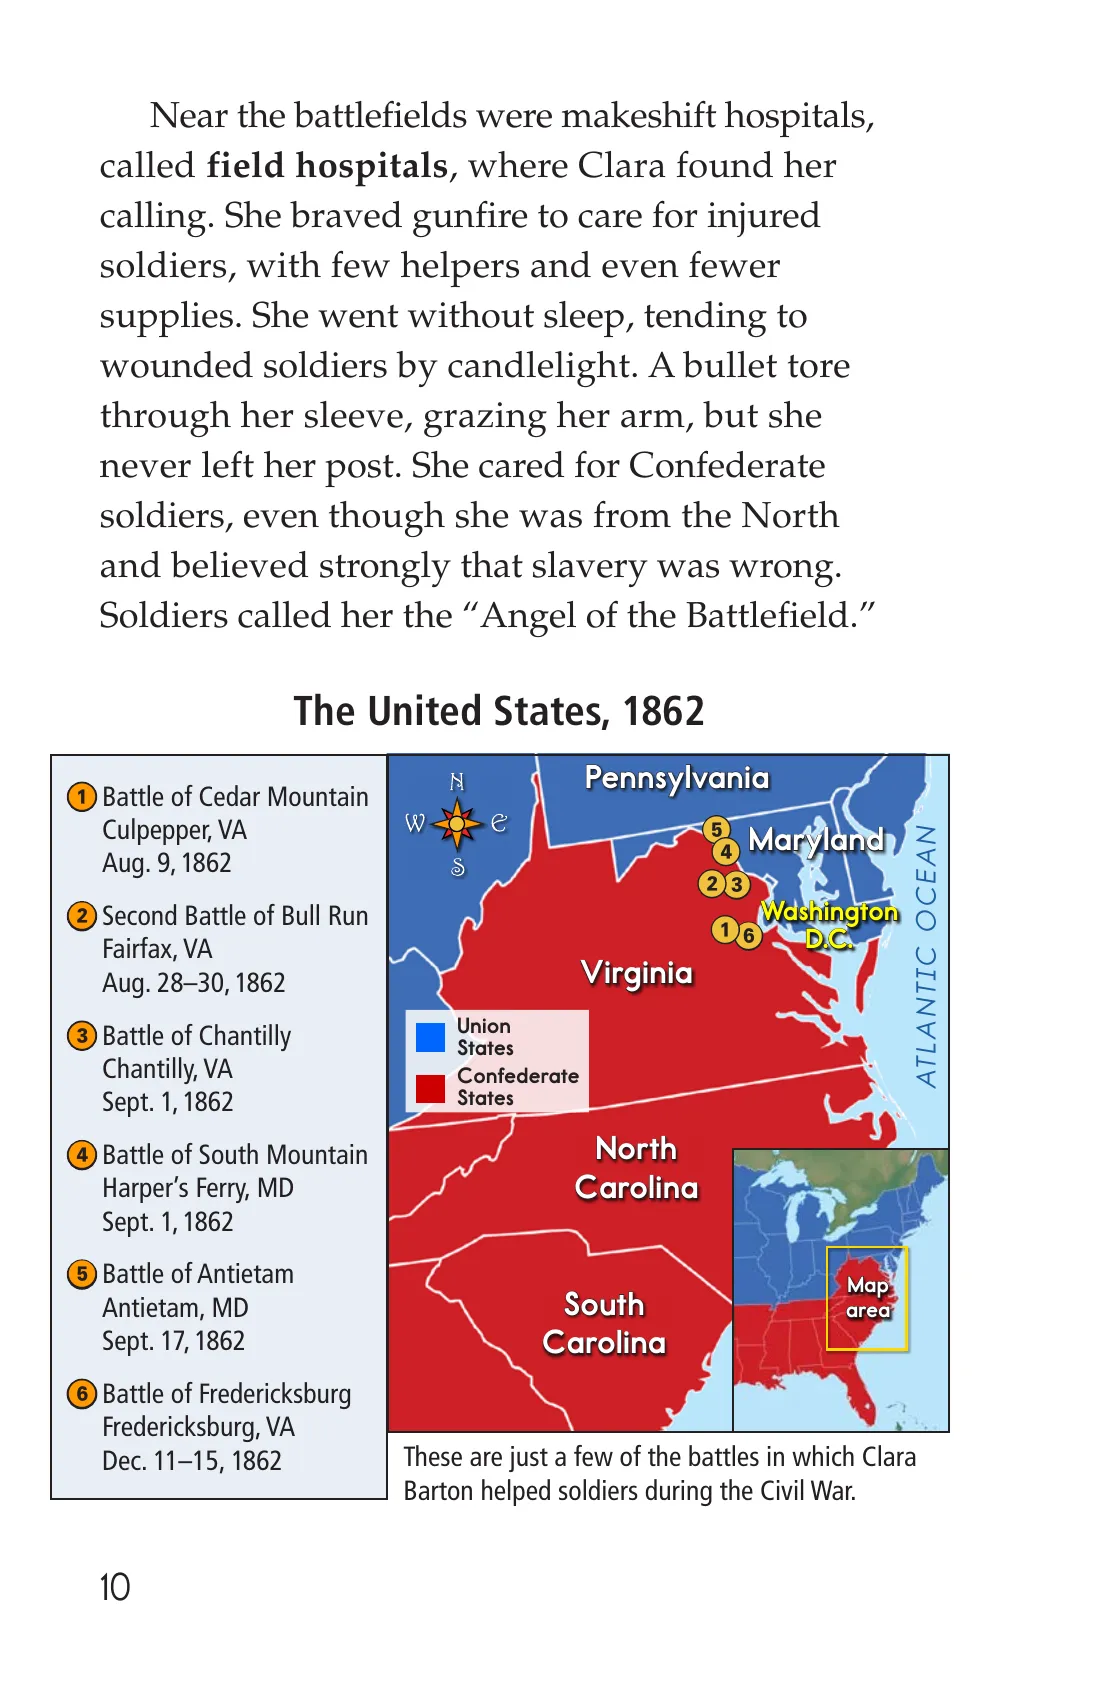 Near the battlefields were makeshift hospitals,
called field hospitals, where Clara found her
calling. She braved gunfire to care for injured
soldiers, with few helpers and even fewer
supplies. She went without sleep, tending to
wounded soldiers by candlelight. A bullet tore
through her sleeve, grazing her arm, but she
never left her post. She cared for Confederate
soldiers, even though she was from the North
and believed strongly that slavery was wrong.
Soldiers called her the “Angel of the Battlefield.”
The United States, 1862
1 Battle of Cedar Mountain
Culpepper, VA
Aug. 9, 1862
2 Second Battle of Bull Run
Fairfax, VA
Aug. 28–30, 1862
3 Battle of Chantilly
Chantilly, VA
Sept. 1, 1862
4 Battle of South Mountain
Harper’s Ferry, MD
Sept. 1, 1862
5 Battle of Antietam
Antietam, MD
Sept. 17, 1862
6 Battle of Fredericksburg
Fredericksburg, VA
Dec. 11–15, 1862
N
W E
S
Pennsylvania
Maryland
5
4
2 3
1 6
Washington
D.C.
Virginia
ATLANTIC OCEAN
Union
States
Confederate
States
North
Carolina
South
Carolina
Map
area
These are just a few of the battles in which Clara
Barton helped soldiers during the Civil War.
10